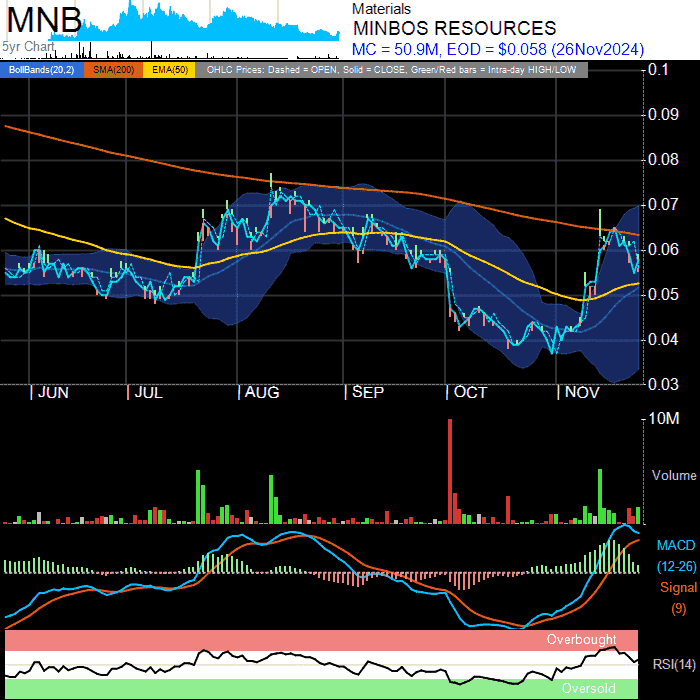 MNB
5yr Chart
Materials
MINBOS RESOURCES
MC = 50.9M, EOD = $0.058 (26Nov2024)
BollBands(20,2) SMA(200) EMA(50) OHLC Prices: Dashed = OPEN, Solid = CLOSE, Green/Red bars = Intra-day HIGH/LOW
0.1
0.09
0.08
0.07
0.06
0.05
0.04
0.03
JUN JUL AUG SEP OCT NOV
10M
Volume
MACD
(12-26)
Signal
(9)
Overbought
RSI(14)
Oversold